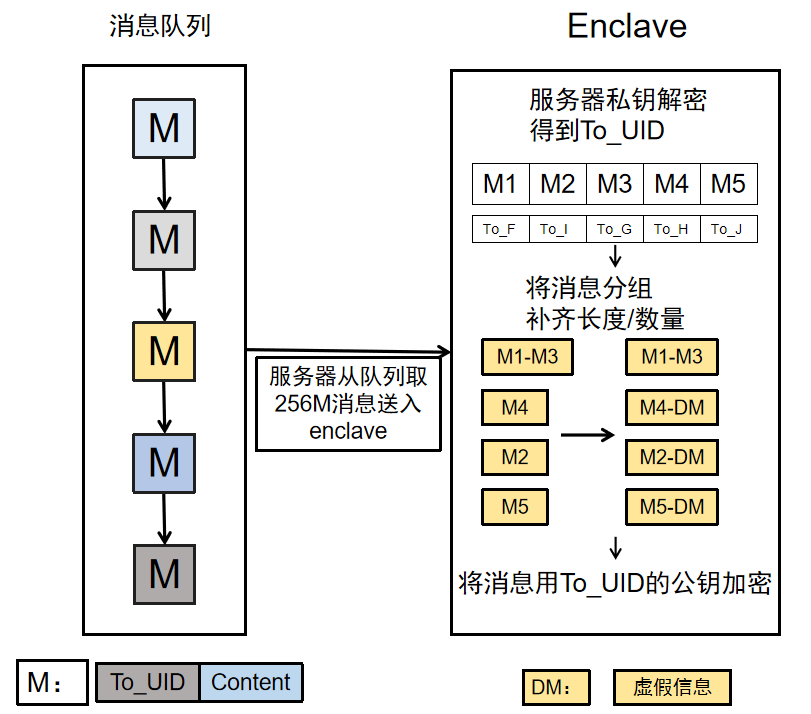 消息队列
Enclave
M
M
M
M
M
服务器从队列取
256M消息送入
enclave
服务器私钥解密
得到To_UID
M1 M2 M3 M4 M5
To_F To_I To_G To_H To_J
将消息分组
补齐长度/数量
M1-M3 M1-M3
M4 M4-DM
M2 M2-DM
M5 M5-DM
将消息用To_UID的公钥加密
M： To_UID Content
DM： 虚假信息